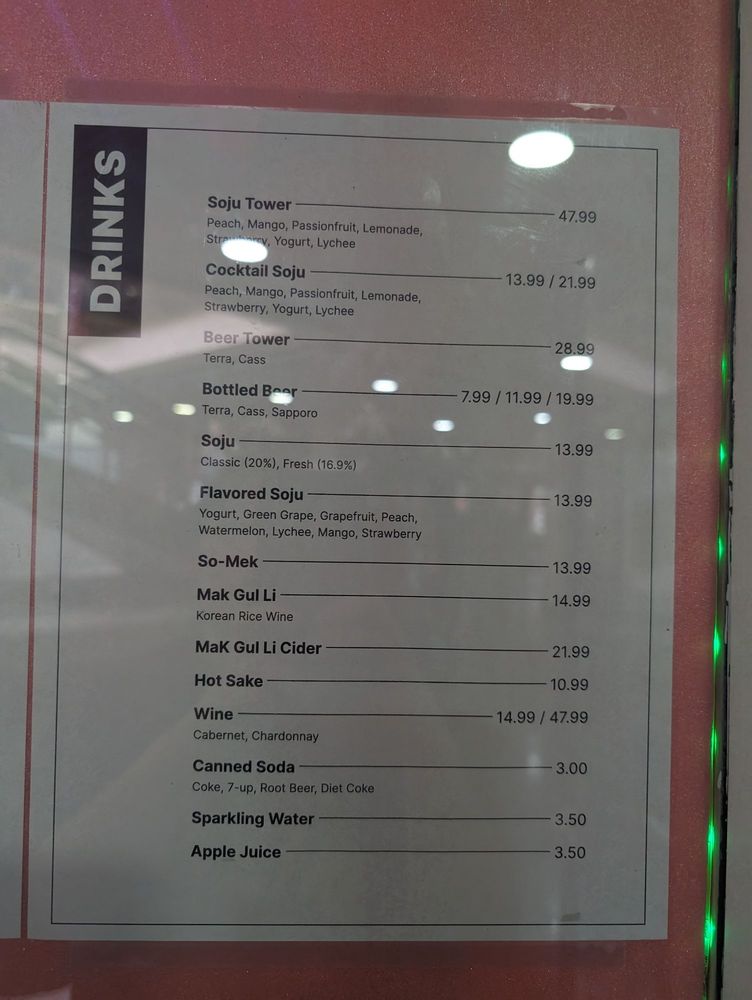 DRINKS
Soju Tower 47.99
Peach, Mango, Passionfruit, Lemonade,
Strawberry, Yogurt, Lychee
Cocktail Soju 13.99 / 21.99
Peach, Mango, Passionfruit, Lemonade,
Strawberry, Yogurt, Lychee
Beer Tower 28.99
Terra, Cass
Bottled Beer 7.99 / 11.99 / 19.99
Terra, Cass, Sapporo
Soju 13.99
Classic (20%), Fresh (16.9%)
Flavored Soju 13.99
Yogurt, Green Grape, Grapefruit, Peach,
Watermelon, Lychee, Mango, Strawberry
So-Mek 13.99
Mak Gul Li 14.99
Korean Rice Wine
MaK Gul Li Cider 21.99
Hot Sake 10.99
Wine 14.99 / 47.99
Cabernet, Chardonnay
Canned Soda 3.00
Coke, 7-up, Root Beer, Diet Coke
Sparkling Water 3.50
Apple Juice 3.50